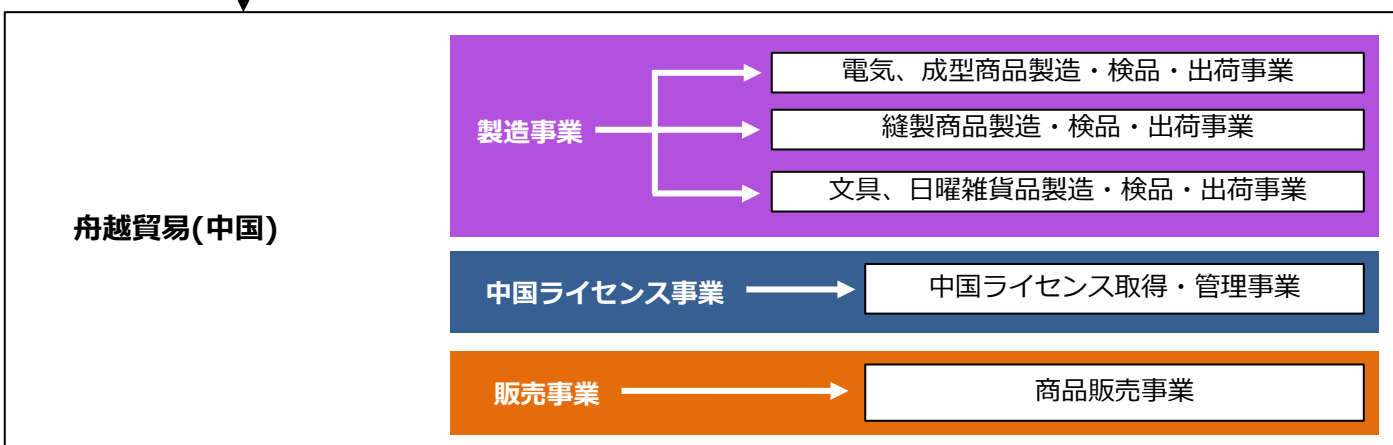 舟越貿易(中国)
製造事業
電気、成型商品製造・検品・出荷事業
縫製商品製造・検品・出荷事業
文具、日曜雑貨品製造・検品・出荷事業
中国ライセンス事業
中国ライセンス取得・管理事業
販売事業
商品販売事業